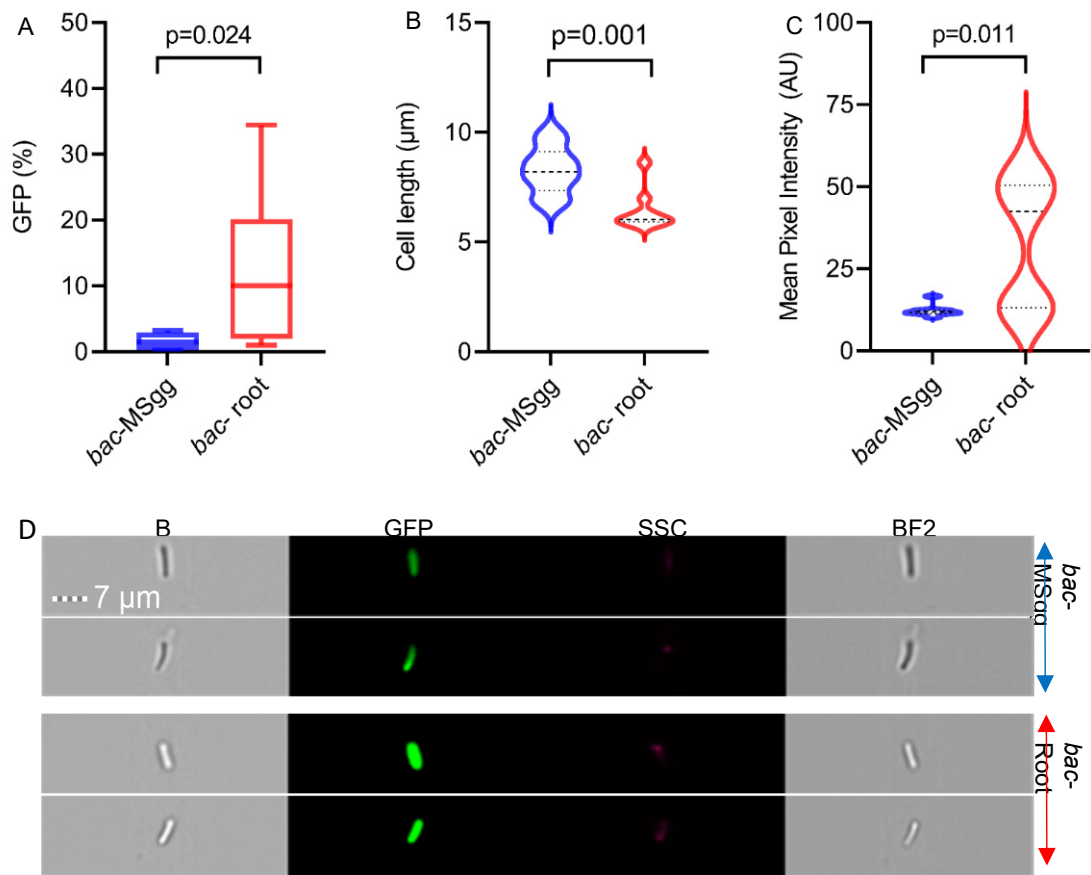 A
p=0.024
GFP (%)
50
40
30
20
10
0
bac-MSgg
bac- root
B
p=0.001
Cell length (µm)
15
10
5
0
bac-MSgg
bac- root
C
p=0.011
Mean Pixel Intensity (AU)
100
75
50
25
0
bac-MSgg
bac- root
D
B GFP SSC BF2
7 µm
bac-
MSgg
bac-
Root